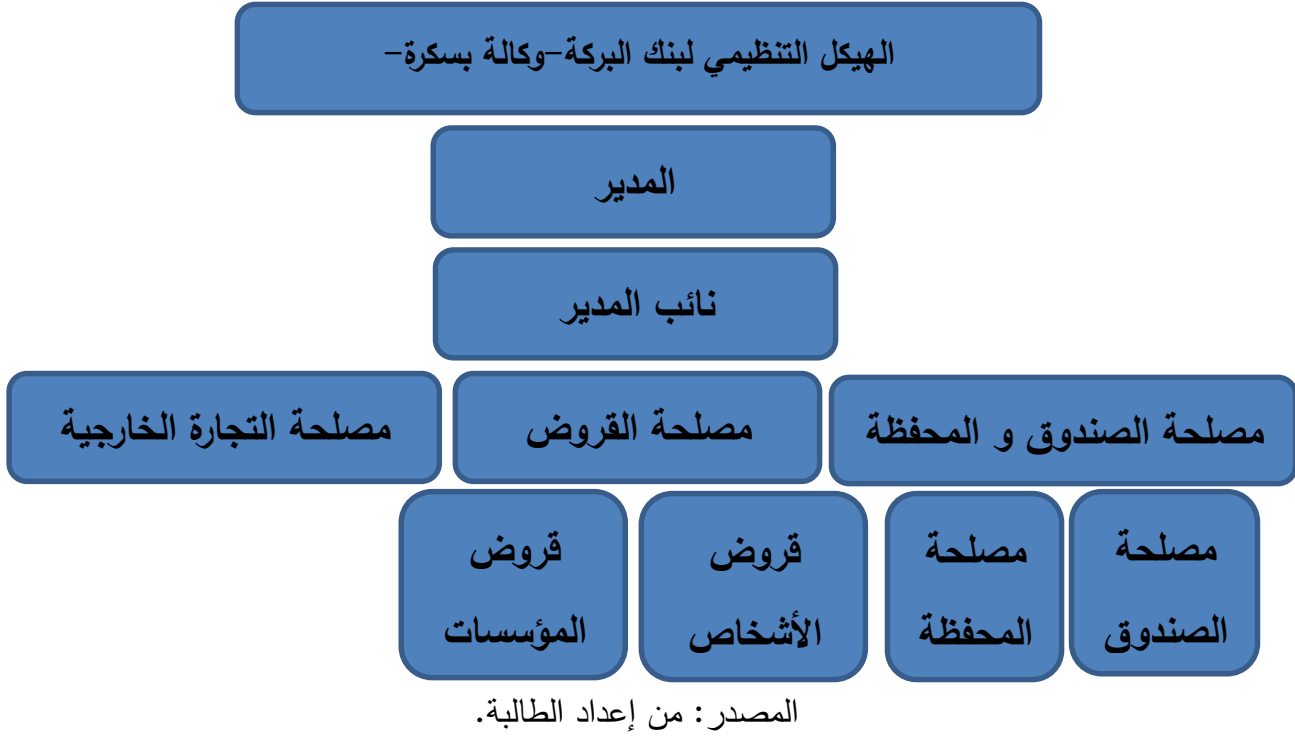 الهيكل التنظيمي لبنك البركة-وكالة بسكرة-
المدير
نائب المدير
مصلحة الصندوق و المحفظة
مصلحة القروض
مصلحة التجارة الخارجية
مصلحة
الصندوق
مصلحة
المحفظة
قروض
الأشخاص
قروض
المؤسسات
المصدر: من إعداد الطالبة.